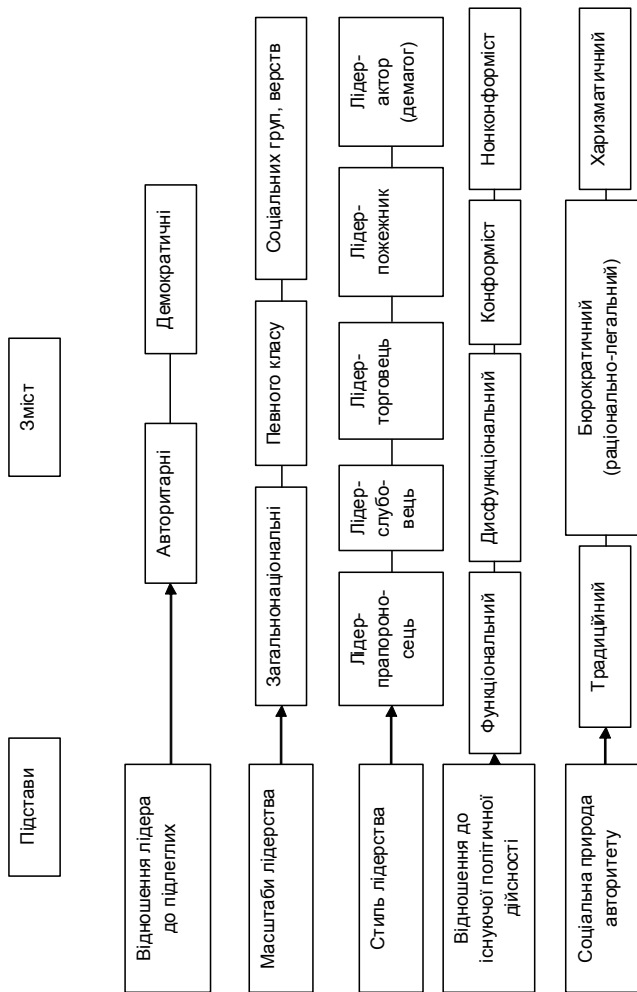 Підстави
Зміст
Відношення лідера
до підлеглих
Авторитарні
Демократичні
Масштаби лідерства
Загальнонаціональні
Певного класу
Соціальних груп, верств
Стиль лідерства
Лідер-
прапороно-
сець
Лідер-
слубо-
вець
Лідер-
торговець
Лідер-
пожежник
Лідер-
актор
(демагог)
Відношення до
існуючої політичної
дійсності
Функціональний
Дисфункціональний
Конформіст
Нонконформіст
Соціальна природа
авторитету
Традиційний
Бюрократичний
(раціонально-легальний)
Харизматичний